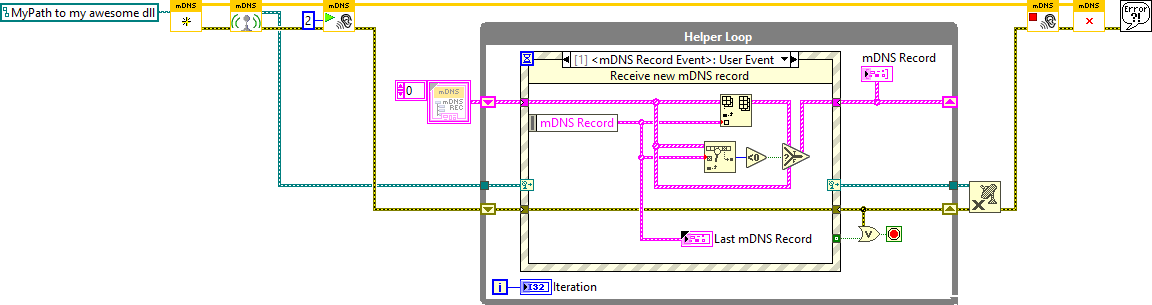 MyPath to my awesome dll
mDNS
mDNS
2
mDNS
mDNS
mDNS
Error
?!
Helper Loop
[1] <mDNS Record Event>: User Event
Receive new mDNS record
mDNS Record
0
mDNS
mDNS
REC
mDNS Record
<0
?
T
F
Last mDNS Record
V
i
I32
Iteration